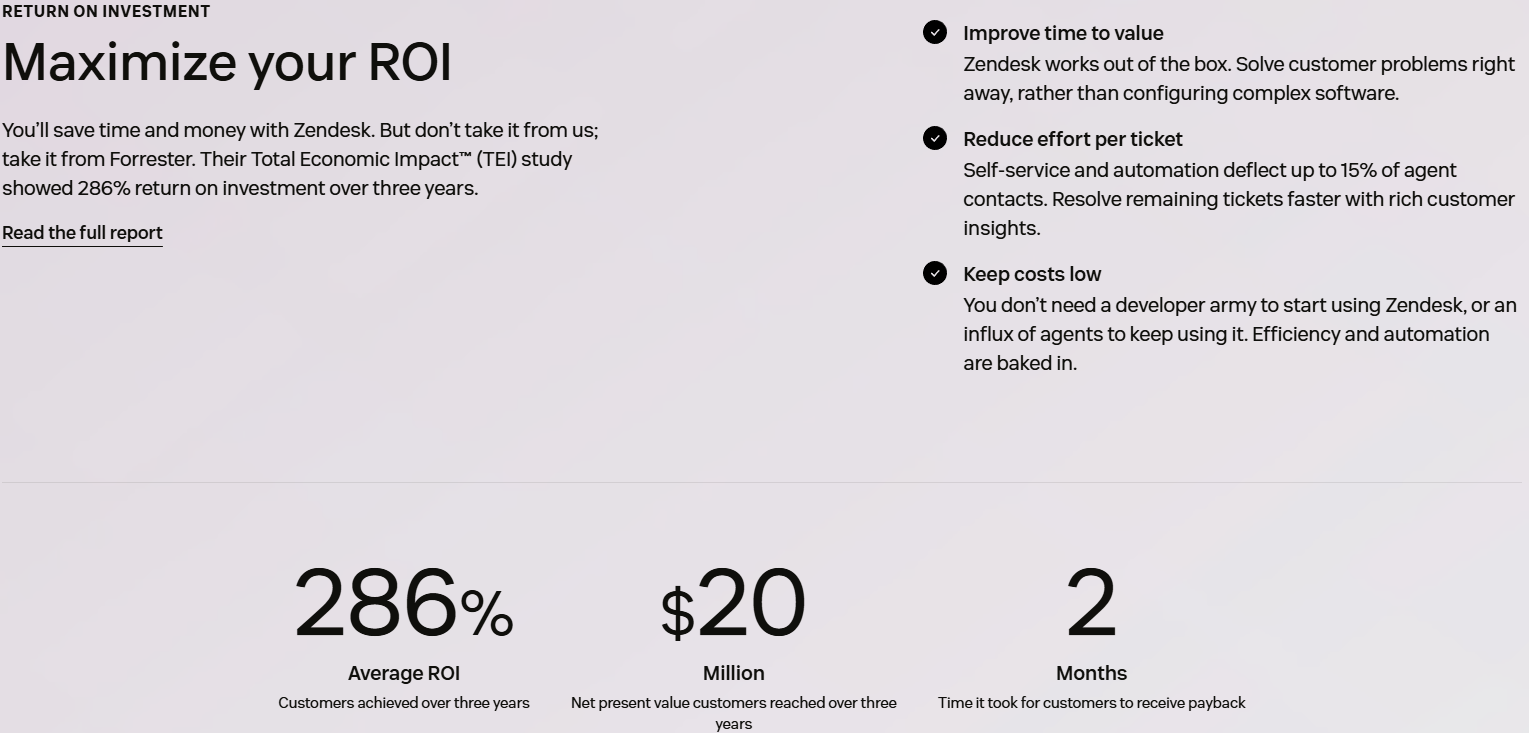 RETURN ON INVESTMENT
Maximize your ROI
You’ll save time and money with Zendesk. But don’t take it from us;
take it from Forrester. Their Total Economic Impact™ (TEI) study
showed 286% return on investment over three years.
Read the full report
Improve time to value
Zendesk works out of the box. Solve customer problems right
away, rather than configuring complex software.
Reduce effort per ticket
Self-service and automation deflect up to 15% of agent
contacts. Resolve remaining tickets faster with rich customer
insights.
Keep costs low
You don’t need a developer army to start using Zendesk, or an
influx of agents to keep using it. Efficiency and automation
are baked in.
286%
Average ROI
Customers achieved over three years
$20
Million
Net present value customers reached over three
years
2
Months
Time it took for customers to receive payback